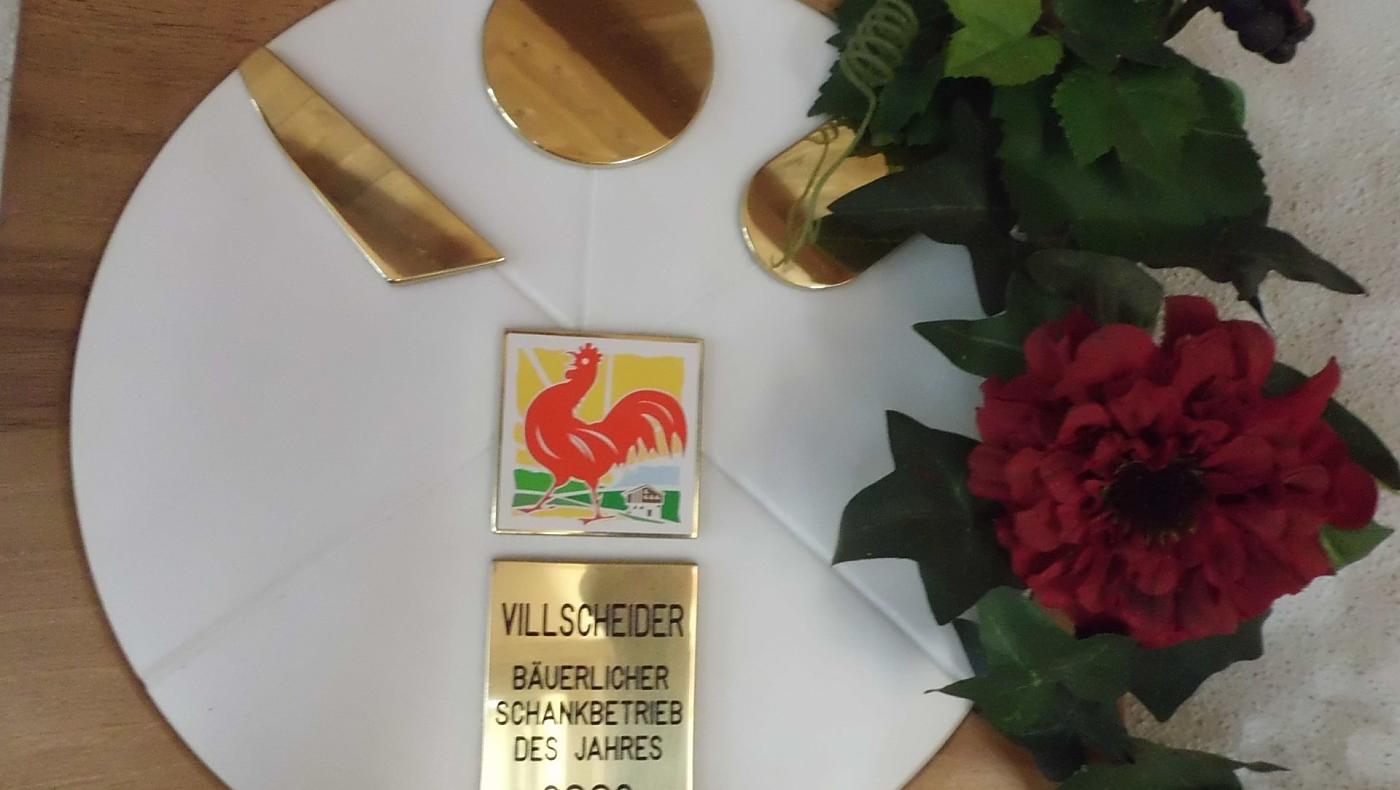 VILLSCHEIDER
BÄUERLICHER
SCHANKBETRIEB
DES JAHRES